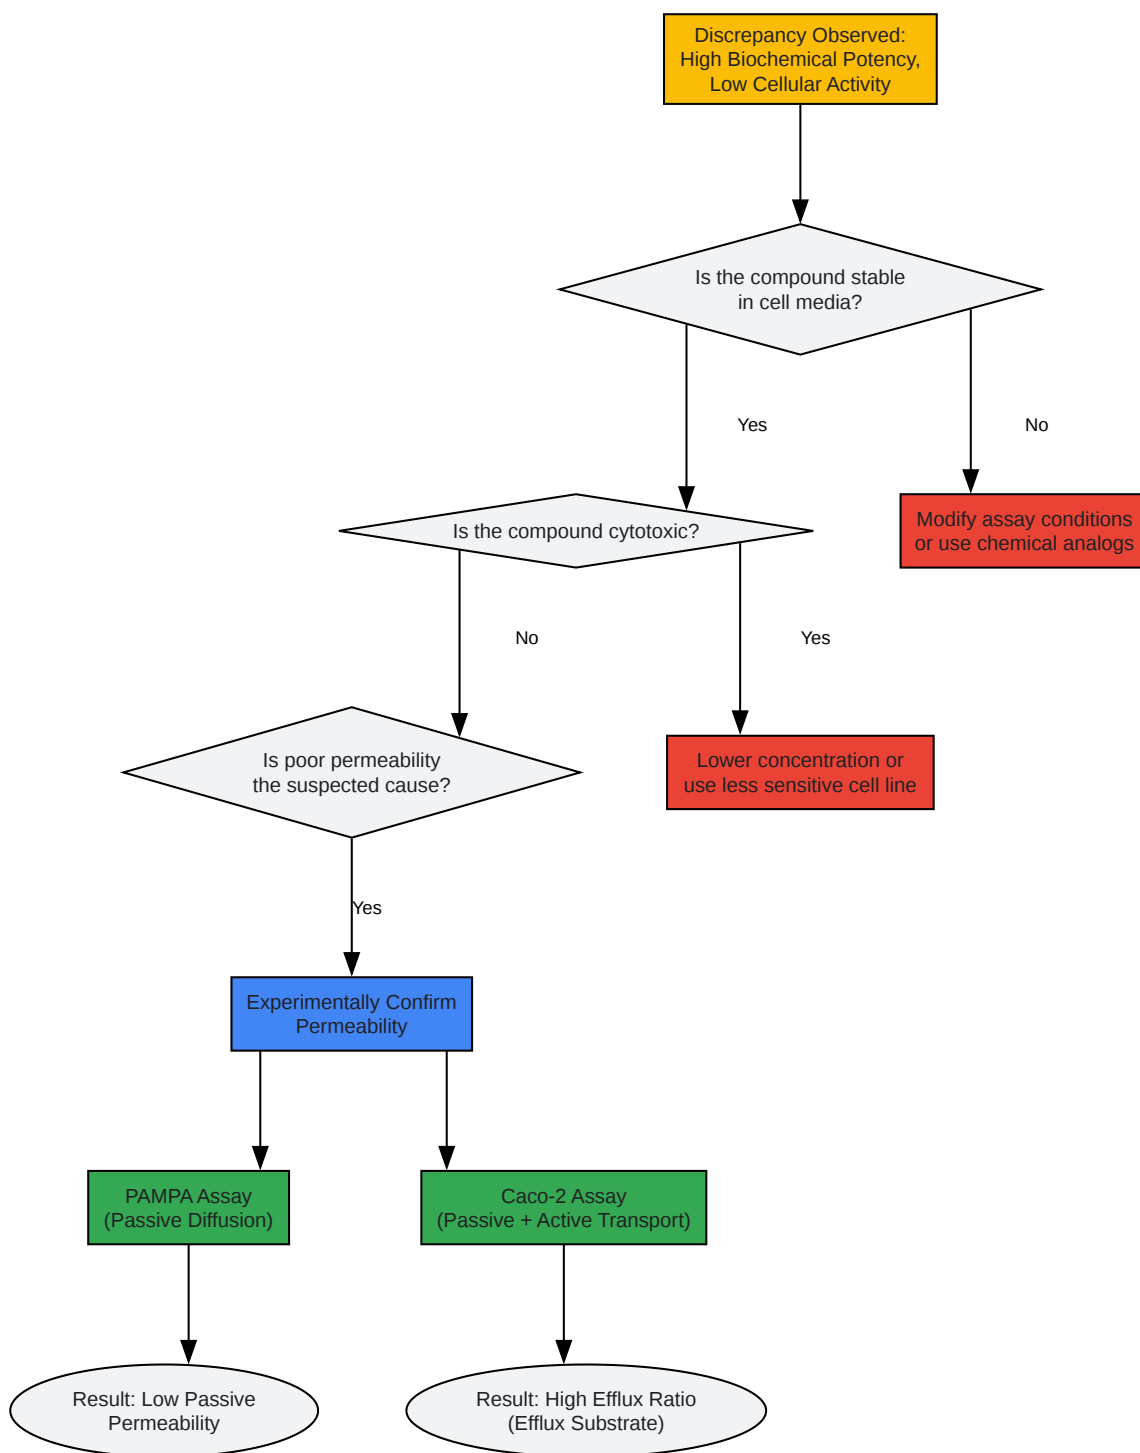 Discrepancy Observed:
High Biochemical Potency,
Low Cellular Activity
Is the compound stable
in cell media?
Yes
No
Is the compound cytotoxic?
Modify assay conditions
or use chemical analogs
No
Yes
Is poor permeability
the suspected cause?
Lower concentration or
use less sensitive cell line
Yes
Experimentally Confirm
Permeability
PAMPA Assay
(Passive Diffusion)
Caco-2 Assay
(Passive + Active Transport)
Result: Low Passive
Permeability
Result: High Efflux Ratio
(Efflux Substrate)